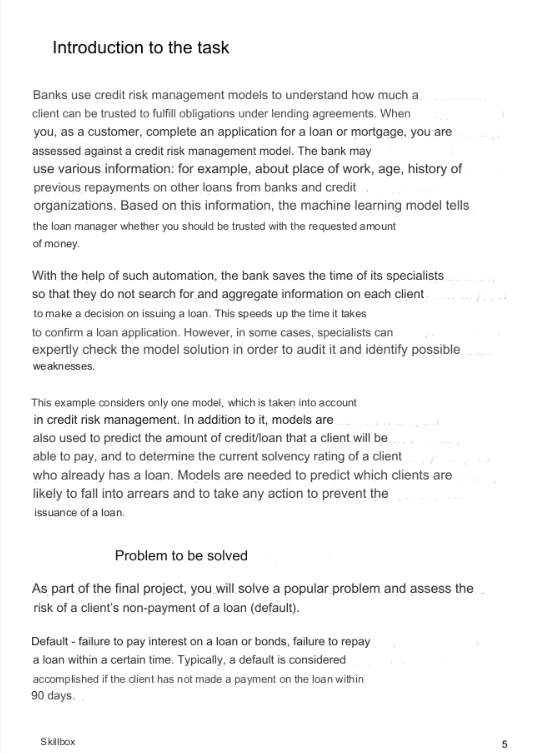 Introduction to the task
Banks use credit risk management models to understand how much a
client can be trusted to fulfill obligations under lending agreements. When
you, as a customer, complete an application for a loan or mortgage, you are
assessed against a credit risk management model. The bank may
use various information: for example, about place of work, age, history of
previous repayments on other loans from banks and credit
organizations. Based on this information, the machine learning model tells
the loan manager whether you should be trusted with the requested amount
of money.
With the help of such automation, the bank saves the time of its specialists
so that they do not search for and aggregate information on each client
to make a decision on issuing a loan. This speeds up the time it takes
to confirm a loan application. However, in some cases, specialists can
expertly check the model solution in order to audit it and identify possible
weaknesses.
This example considers only one model, which is taken into account
in credit risk management. In addition to it, models are
also used to predict the amount of credit/loan that a client will be
able to pay, and to determine the current solvency rating of a client
who already has a loan. Models are needed to predict which clients are
likely to fall into arrears and to take any action to prevent the
issuance of a loan.
Problem to be solved
As part of the final project, you will solve a popular problem and assess the
risk of a client's non-payment of a loan (default).
Default - failure to pay interest on a loan or bonds, failure to repay
a loan within a certain time. Typically, a default is considered
accomplished if the client has not made a payment on the loan within
90 days.
Skillbox
5